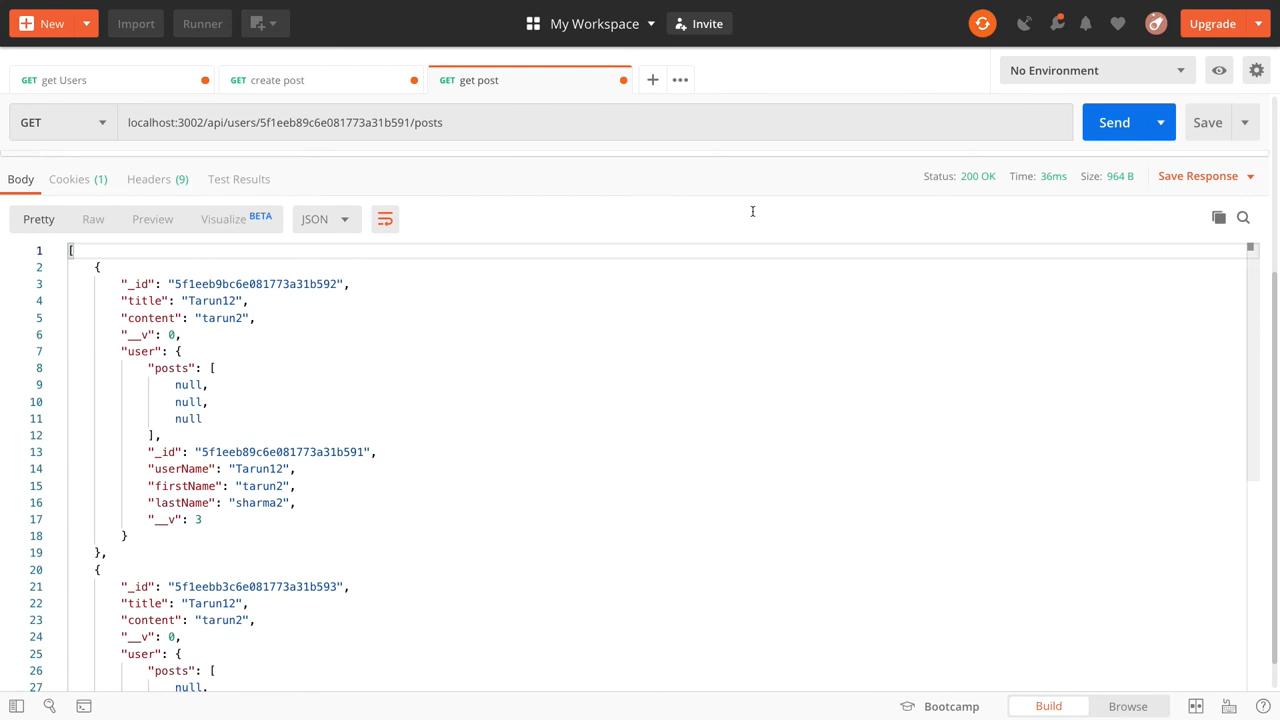 New
Import
Runner
My Workspace
Invite
Upgrade
GET get Users
GET create post
GET get post
No Environment
GET
localhost:3002/api/users/5f1eeb89c6e081773a31b591/posts
Send
Save
Body
Cookies (1)
Headers (9)
Test Results
Status: 200 OK
Time: 36ms
Size: 964 B
Save Response
Pretty
Raw
Preview
Visualize BETA
JSON
1 [
2 {
3 "_id": "5f1eeb9bc6e081773a31b592",
4 "title": "Tarun12",
5 "content": "tarun2",
6 "__v": 0,
7 "user": {
8 "posts": [
9 null,
10 null,
11 null
12 ],
13 "_id": "5f1eeb89c6e081773a31b591",
14 "userName": "Tarun12",
15 "firstName": "tarun2",
16 "lastName": "sharma2",
17 "__v": 3
18 }
19 },
20 {
21 "_id": "5f1eebb3c6e081773a31b593",
22 "title": "Tarun12",
23 "content": "tarun2",
24 "__v": 0,
25 "user": {
26 "posts": [
27 null,
Bootcamp
Build
Browse